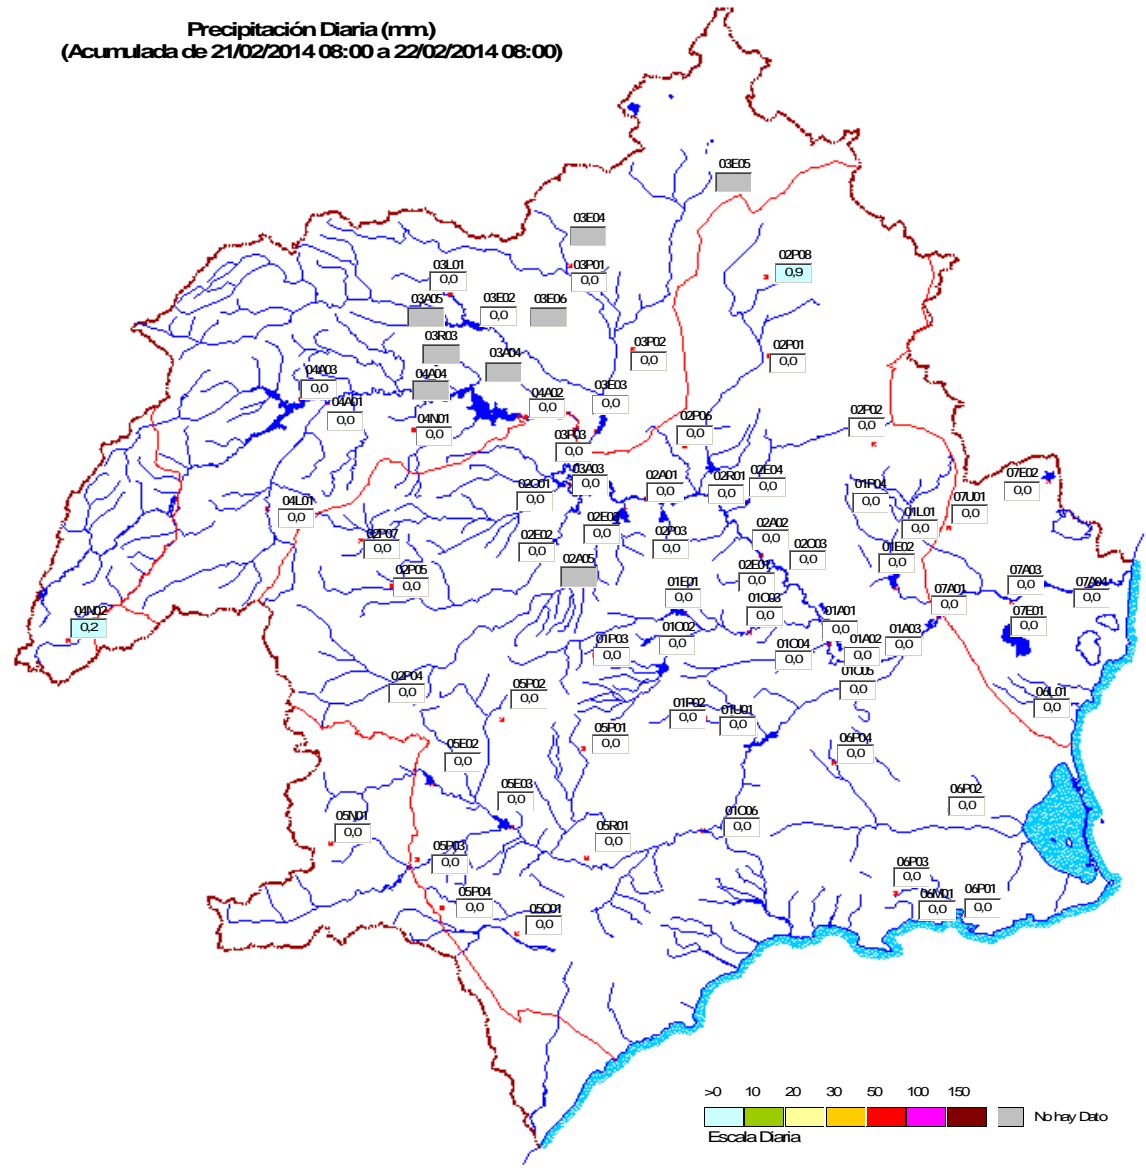 Precipitación Diaria (mm.)
(Acumulada de 21/02/2014 08:00 a 22/02/2014 08:00)
03E05
03E04
03P01
0,0
02P08
0,9
03L01
0,0
03A05
03E02
0,0
03E06
03R03
03A04
03P02
0,0
02P01
0,0
04A03
0,0
04A04
04A01
0,0
04A02
0,0
03E03
0,0
04N01
0,0
02P06
0,0
02P02
0,0
03P03
0,0
03A03
0,0
02O01
0,0
02A01
0,0
02R01
0,0
02E04
0,0
07E02
0,0
01P04
0,0
04L01
0,0
07U01
0,0
01L01
0,0
0,0
02P03
0,0
02A02
0,0
02P07
0,0
02E02
0,0
02O03
0,0
01E02
0,0
02P05
0,0
02A05
02E01
0,0
01E01
0,0
07A03
0,0
07A04
0,0
07A01
0,0
04N02
0,2
01O03
0,0
01A01
0,0
07E01
0,0
01P03
0,0
01O02
0,0
01O04
0,0
01A02
0,0
01A03
0,0
01O05
0,0
02P04
0,0
05P02
0,0
06L01
0,0
01P02
0,0
01U01
0,0
05P01
0,0
06P04
0,0
05E02
0,0
05E03
0,0
06P02
0,0
05N01
0,0
05R01
0,0
01O06
0,0
05P03
0,0
06P03
0,0
05P04
0,0
05O01
0,0
06M01
0,0
06P01
0,0
>0 10 20 30 50 100 150
No hay Dato
Escala Diaria